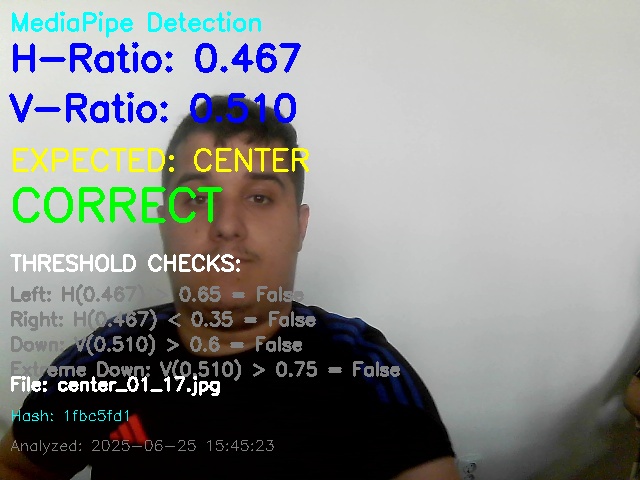 MediaPipe Detection
H-Ratio: 0.467
V-Ratio: 0.510
EXPECTED: CENTER
CORRECT
THRESHOLD CHECKS:
Left: H(0.467) > 0.65 = False
Right: H(0.467) < 0.35 = False
Down: V(0.510) > 0.6 = False
Extreme Down: V(0.510) > 0.75 = False
File: center_01_17.jpg
Hash: 1fbc5fd1
Analyzed: 2025-06-25 15:45:23